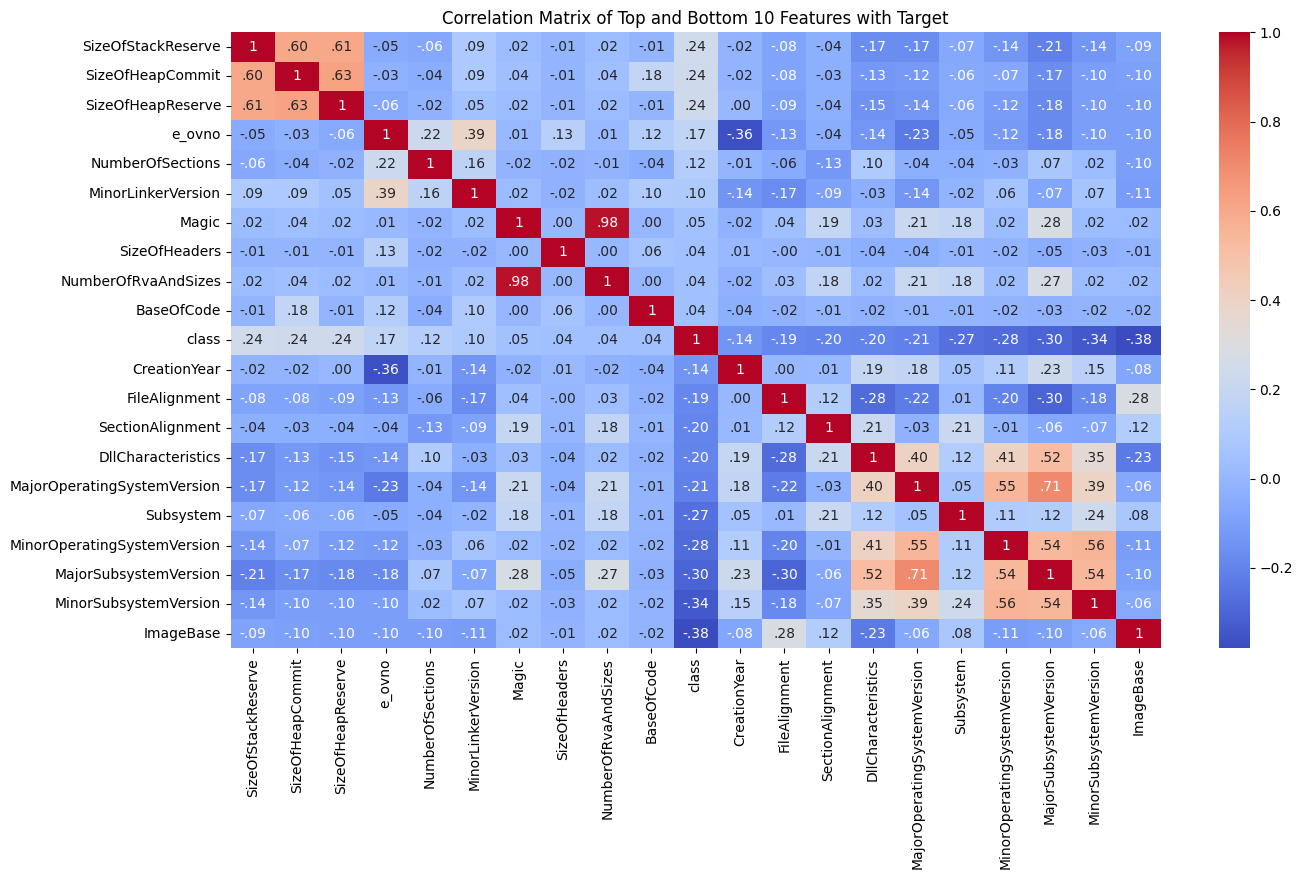 Correlation Matrix of Top and Bottom 10 Features with Target
SizeOfStackReserve 1 .60 .61 -.05 -.06 .09 .02 -.01 .02 -.01 .24 -.02 -.08 -.04 -.17 -.17 -.07 -.14 -.21 -.14 -.09
SizeOfHeapCommit .60 1 .63 -.03 -.04 .09 .04 -.01 .04 .18 .24 -.02 -.08 -.03 -.13 -.12 -.06 -.07 -.17 -.10 -.10
SizeOfHeapReserve .61 .63 1 -.06 -.02 .05 .02 -.01 .02 -.01 .24 .00 -.09 -.04 -.15 -.14 -.06 -.12 -.18 -.10 -.10
e_ovno -.05 -.03 -.06 1 .22 .39 .01 .13 .01 .12 .17 -.36 -.13 -.04 -.14 -.23 -.05 -.12 -.18 -.10 -.10
NumberOfSections -.06 -.04 -.02 .22 1 .16 -.02 -.02 -.01 -.04 .12 -.01 -.06 -.13 .10 -.04 -.04 -.03 .07 .02 -.10
MinorLinkerVersion .09 .09 .05 .39 .16 1 .02 -.02 .02 .10 .10 -.14 -.17 -.09 -.03 -.14 -.02 .06 -.07 .07 -.11
Magic .02 .04 .02 .01 -.02 .02 1 .00 .98 .00 .05 -.02 .04 .19 .03 .21 .18 .02 .28 .02 .02
SizeOfHeaders -.01 -.01 -.01 .13 -.02 -.02 .00 1 .00 .06 .04 .01 -.00 -.01 -.04 -.04 -.01 -.02 -.05 -.03 -.01
NumberOfRvaAndSizes .02 .04 .02 .01 -.01 .02 .98 .00 1 .00 .04 -.02 .03 .18 .02 .21 .18 .02 .27 .02 .02
BaseOfCode -.01 .18 -.01 .12 -.04 .10 .00 .06 .00 1 .04 -.04 -.02 -.01 -.02 -.01 -.01 -.02 -.03 -.02 -.02
class .24 .24 .24 .17 .12 .10 .05 .04 .04 .04 1 -.14 -.19 -.20 -.20 -.21 -.27 -.28 -.30 -.34 -.38
CreationYear -.02 -.02 .00 -.36 -.01 -.14 -.02 .01 -.02 -.04 -.14 1 .00 .01 .19 .18 .05 .11 .23 .15 -.08
FileAlignment -.08 -.08 -.09 -.13 -.06 -.17 .04 -.00 .03 -.02 -.19 .00 1 .12 -.28 -.22 .01 -.20 -.30 -.18 .28
SectionAlignment -.04 -.03 -.04 -.04 -.13 -.09 .19 -.01 .18 -.01 -.20 .01 .12 1 .21 -.03 .21 -.01 -.06 -.07 .12
DllCharacteristics -.17 -.13 -.15 -.14 .10 -.03 .03 -.04 .02 -.02 -.20 .19 -.28 .21 1 .40 .12 .41 .52 .35 -.23
MajorOperatingSystemVersion -.17 -.12 -.14 -.23 -.04 -.14 .21 -.04 .21 -.01 -.21 .18 -.22 -.03 .40 1 .05 .55 .71 .39 -.06
Subsystem -.07 -.06 -.06 -.05 -.04 -.02 .18 -.01 .18 -.01 -.27 .05 .01 .21 .12 .05 1 .11 .12 .24 .08
MinorOperatingSystemVersion -.14 -.07 -.12 -.12 -.03 .06 .02 -.02 .02 -.02 -.28 .11 -.20 -.01 .41 .55 .11 1 .54 .56 -.11
MajorSubsystemVersion -.21 -.17 -.18 -.18 .07 -.07 .28 -.05 .27 -.03 -.30 .23 -.30 -.06 .52 .71 .12 .54 1 .54 -.10
MinorSubsystemVersion -.14 -.10 -.10 -.10 .02 .07 .02 -.03 .02 -.02 -.34 .15 -.18 -.07 .35 .39 .24 .56 .54 1 -.06
ImageBase -.09 -.10 -.10 -.10 -.10 -.11 .02 -.01 .02 -.02 -.38 -.08 .28 .12 -.23 -.06 .08 -.11 -.10 -.06 1
SizeOfStackReserve
SizeOfHeapCommit
SizeOfHeapReserve
e_ovno
NumberOfSections
MinorLinkerVersion
Magic
SizeOfHeaders
NumberOfRvaAndSizes
BaseOfCode
class
CreationYear
FileAlignment
SectionAlignment
DllCharacteristics
MajorOperatingSystemVersion
Subsystem
MinorOperatingSystemVersion
MajorSubsystemVersion
MinorSubsystemVersion
ImageBase
1.0
0.8
0.6
0.4
0.2
0.0
−0.2